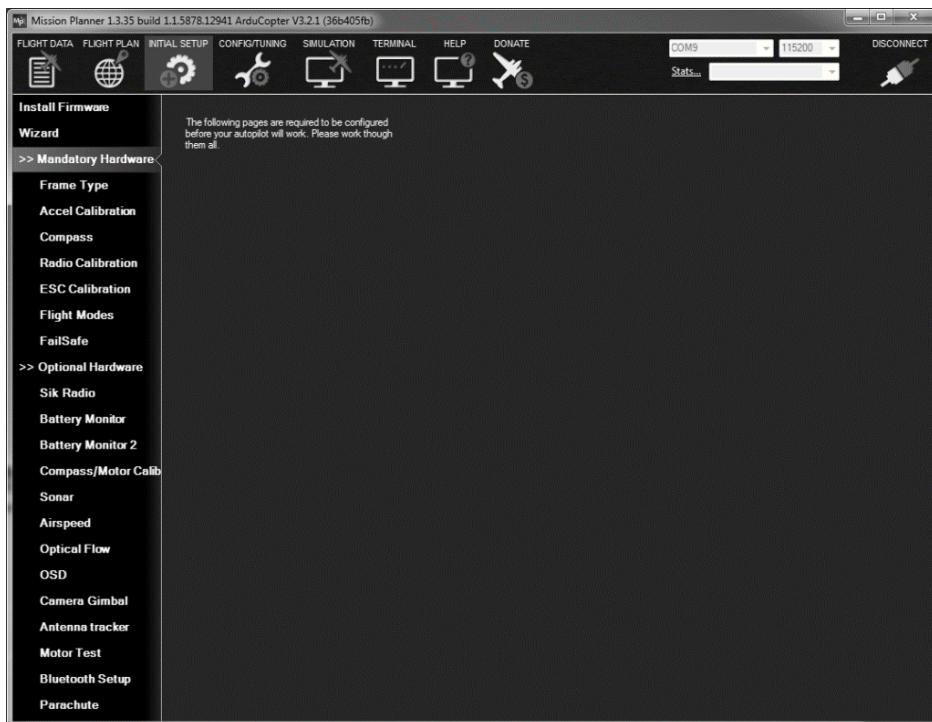 Mp Mission Planner 1.3.35 build 1.1.5878.12941 ArduCopter V3.2.1 (36b405fb)
FLIGHT DATA FLIGHT PLAN INITIAL SETUP CONFIG/TUNING SIMULATION TERMINAL HELP DONATE COM9 115200 DISCONNECT
Stats...
Install Firmware
Wizard
>> Mandatory Hardware
Frame Type
Accel Calibration
Compass
Radio Calibration
ESC Calibration
Flight Modes
FailSafe
>> Optional Hardware
Sik Radio
Battery Monitor
Battery Monitor 2
Compass/Motor Calib
Sonar
Airspeed
Optical Flow
OSD
Camera Gimbal
Antenna tracker
Motor Test
Bluetooth Setup
Parachute
The following pages are required to be configured
before your autopilot will work. Please work though
them all.